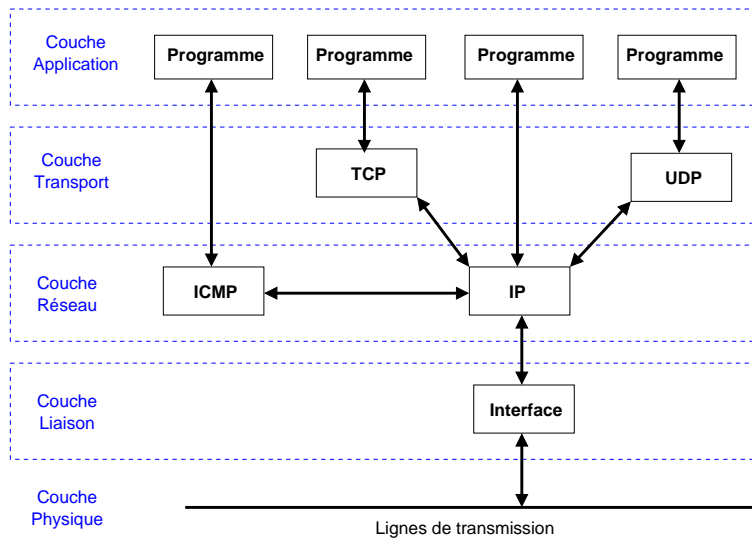 Couche
Application
Programme
Programme
Programme
Programme
Couche
Transport
TCP
UDP
Couche
Réseau
ICMP
IP
Couche
Liaison
Interface
Couche
Physique
Lignes de transmission